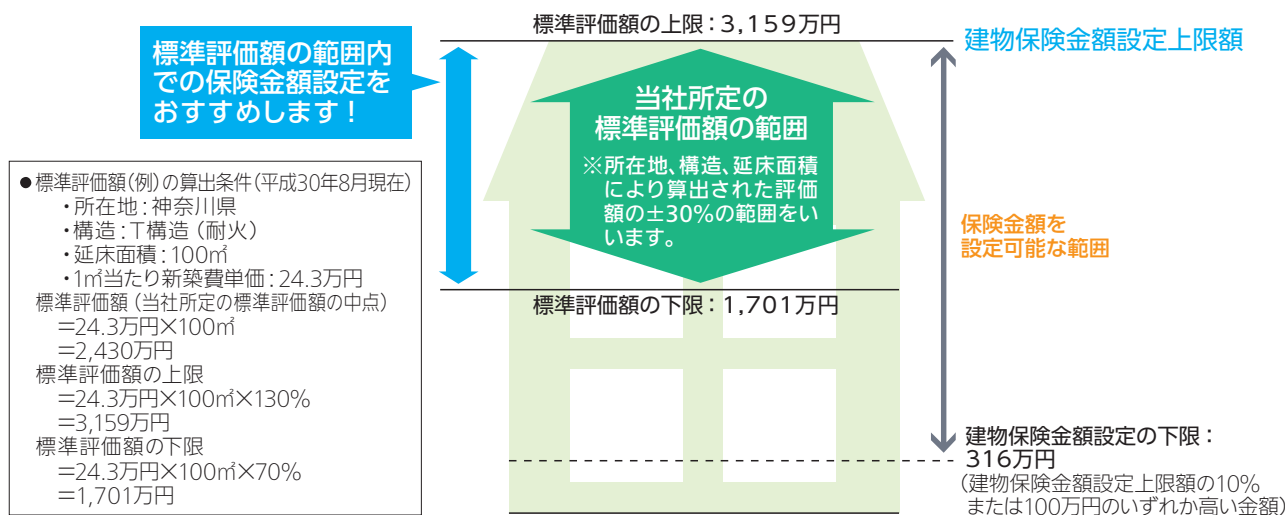 標準評価額の上限：3,159万円
標準評価額の範囲内
での保険金額設定を
おすすめします！
建物保険金額設定上限額
当社所定の
標準評価額の範囲
※所在地、構造、延床面積
により算出された評価
額の±30%の範囲をい
います。
●標準評価額(例)の算出条件(平成30年8月現在)
・所在地：神奈川県
・構造：T構造（耐火）
・延床面積：100㎡
・1㎡当たり新築費単価：24.3万円
標準評価額（当社所定の標準評価額の中点）
＝24.3万円×100㎡
＝2,430万円
標準評価額の上限
＝24.3万円×100㎡×130%
＝3,159万円
標準評価額の下限
＝24.3万円×100㎡×70%
＝1,701万円
保険金額を
設定可能な範囲
標準評価額の下限：1,701万円
建物保険金額設定の下限：
316万円
(建物保険金額設定上限額の10%
または100万円のいずれか高い金額)